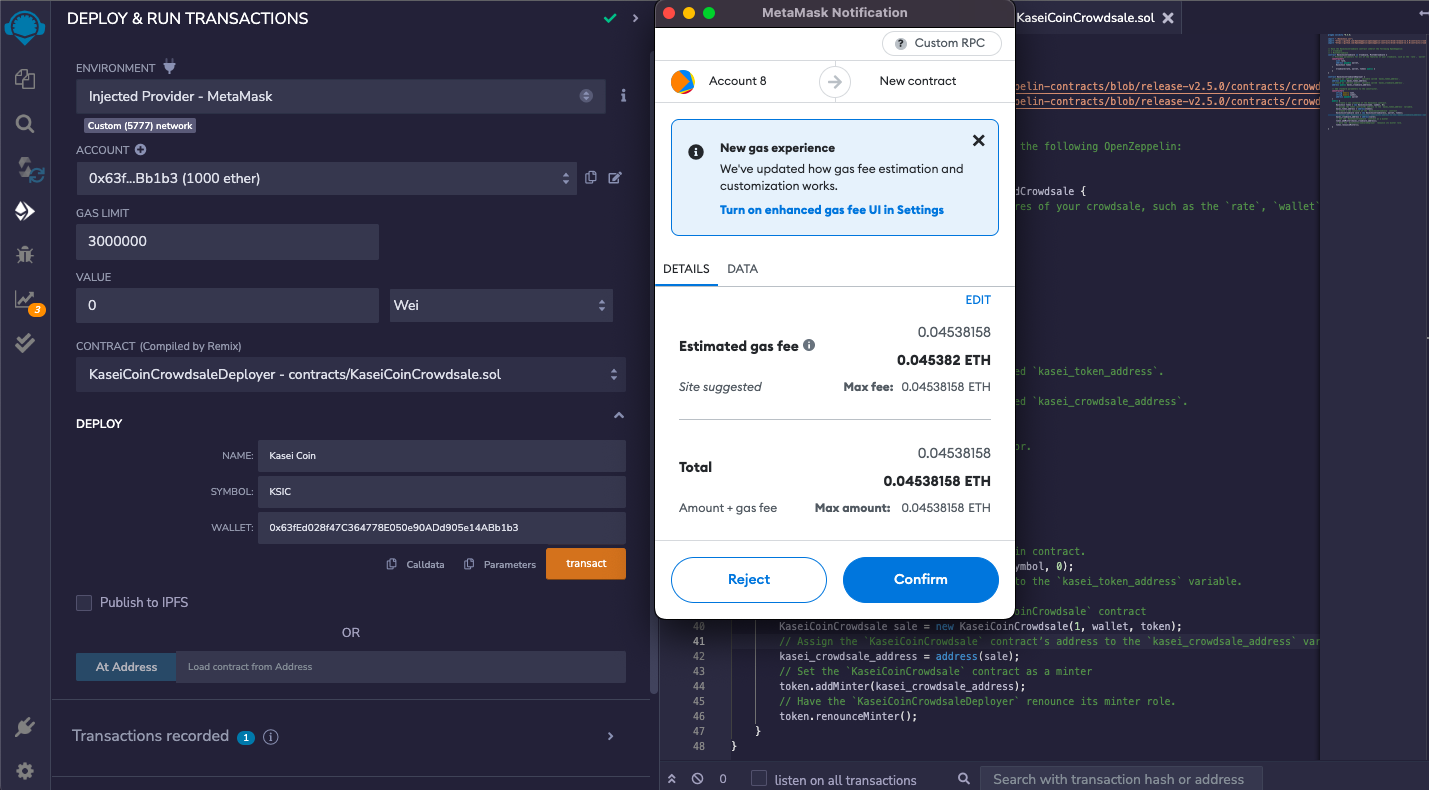 DEPLOY & RUN TRANSACTIONS
ENVIRONMENT
Injected Provider - MetaMask
Custom (5777) network
ACCOUNT
0x63f...Bb1b3 (1000 ether)
GAS LIMIT
3000000
VALUE
0
Wei
3
CONTRACT (Compiled by Remix)
KaseiCoinCrowdsaleDeployer - contracts/KaseiCoinCrowdsale.sol
DEPLOY
NAME:
Kasei Coin
SYMBOL:
KSIC
WALLET:
0x63fEd028f47C364778E050e90ADd905e14ABb1b3
Calldata
Parameters
transact
Publish to IPFS
OR
At Address
Load contract from Address
Transactions recorded 1
MetaMask Notification
Custom RPC
Account 8
New contract
New gas experience
We've updated how gas fee estimation and
customization works.
Turn on enhanced gas fee UI in Settings
DETAILS
DATA
EDIT
0.04538158
Estimated gas fee
0.045382 ETH
Site suggested
Max fee: 0.04538158 ETH
0.04538158
Total
0.04538158 ETH
Amount + gas fee
Max amount: 0.04538158 ETH
Reject
Confirm
KaseiCoinCrowdsale.sol
pelin-contracts/blob/release-v2.5.0/contracts/crowd
pelin-contracts/blob/release-v2.5.0/contracts/crowd
the following OpenZeppelin:
dCrowdsale {
res of your crowdsale, such as the `rate`, `wallet`
ed `kasei_token_address`.
ed `kasei_crowdsale_address`.
or.
in contract.
ymbol, 0);
to the `kasei_token_address` variable.
oinCrowdsale` contract
40 KaseiCoinCrowdsale sale = new KaseiCoinCrowdsale(1, wallet, token);
41 // Assign the `KaseiCoinCrowdsale` contract's address to the `kasei_crowdsale_address` var
42 kasei_crowdsale_address = address(sale);
43 // Set the `KaseiCoinCrowdsale` contract as a minter
44 token.addMinter(kasei_crowdsale_address);
45 // Have the `KaseiCoinCrowdsaleDeployer` renounce its minter role.
46 token.renounceMinter();
47 }
48 }
0
listen on all transactions
Search with transaction hash or address